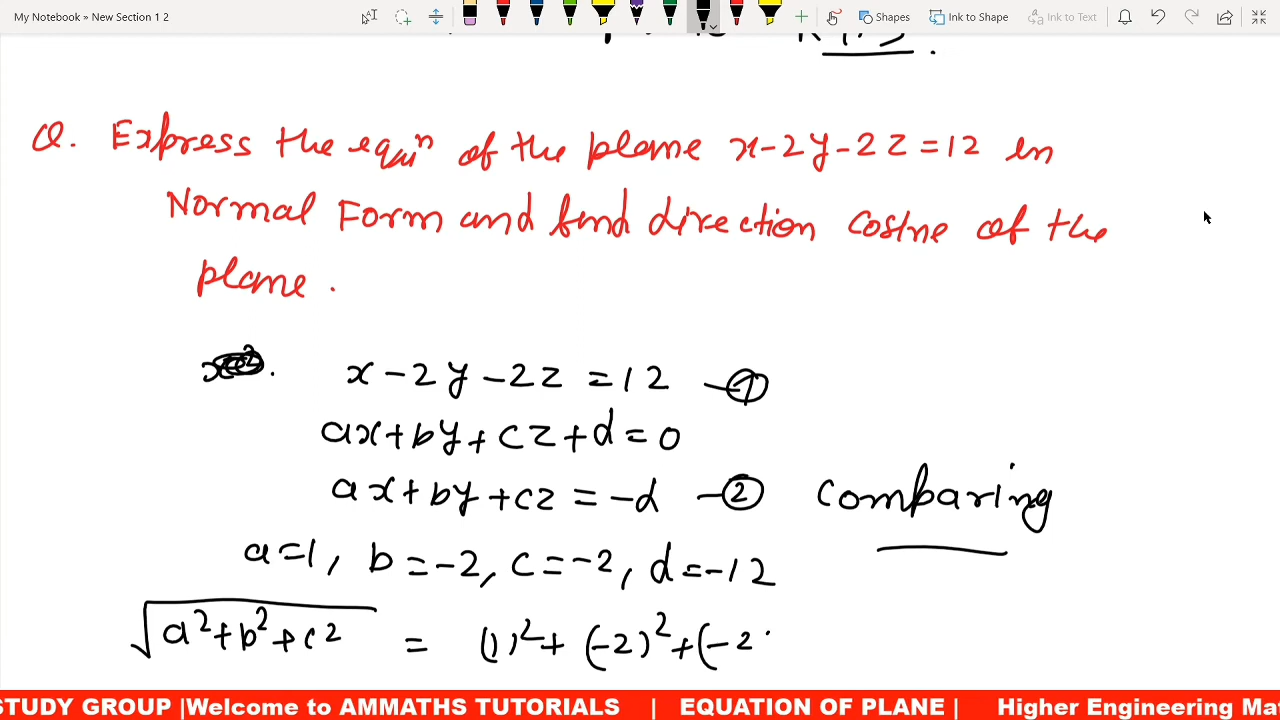 My Notebook » New Section 1 2
Shapes
Ink to Shape
Ink to Text
Q. Express the equⁿ of the plane x-2y-2z=12 in
Normal Form and find direction cosine of the
plane.
x-2y-2z=12 -①
ax+by+cz+d=0
ax+by+cz=-d -② Comparing
a=1, b=-2, c=-2, d=-12
√a²+b²+c² = (1)²+(-2)²+(-2
STUDY GROUP |Welcome to AMMATHS TUTORIALS | EQUATION OF PLANE | Higher Engineering Ma